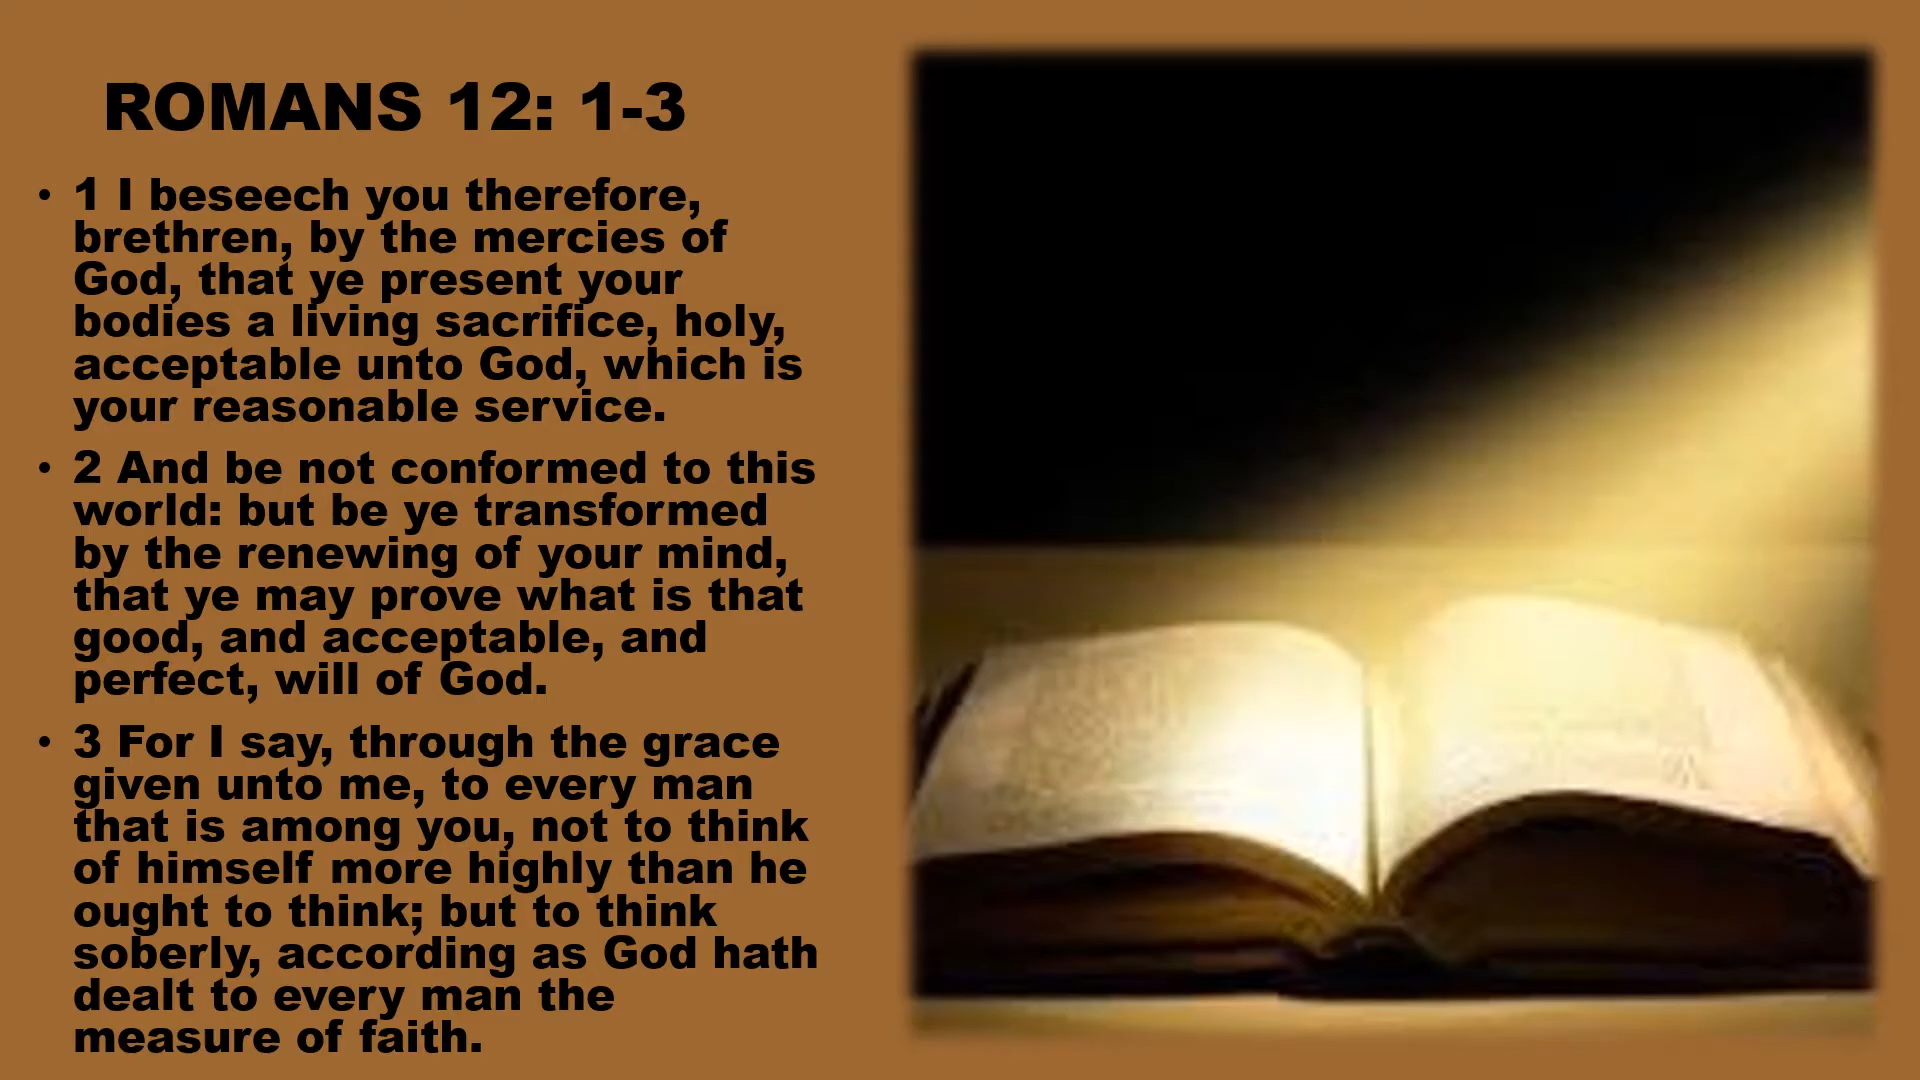 ROMANS 12: 1-3
• 1 I beseech you therefore,
brethren, by the mercies of
God, that ye present your
bodies a living sacrifice, holy,
acceptable unto God, which is
your reasonable service.
• 2 And be not conformed to this
world: but be ye transformed
by the renewing of your mind,
that ye may prove what is that
good, and acceptable, and
perfect, will of God.
• 3 For I say, through the grace
given unto me, to every man
that is among you, not to think
of himself more highly than he
ought to think; but to think
soberly, according as God hath
dealt to every man the
measure of faith.